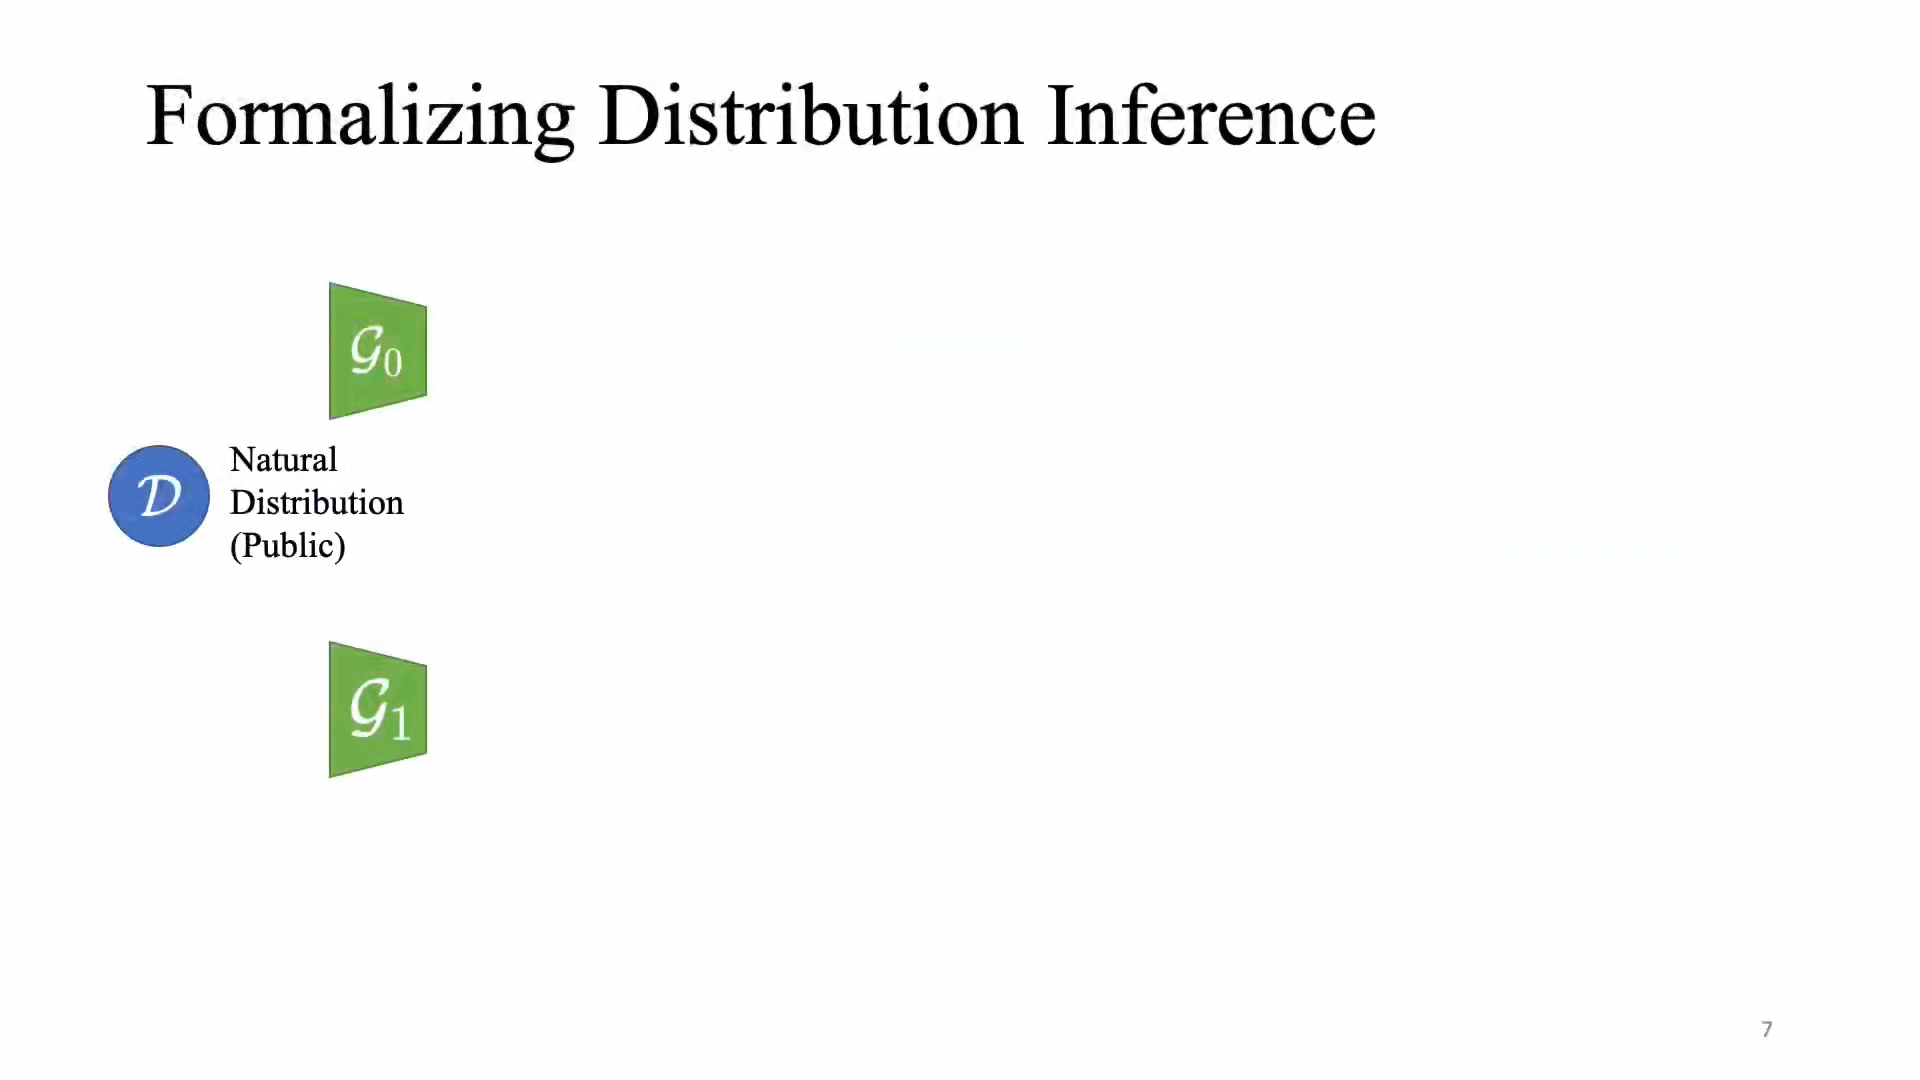 Formalizing Distribution Inference
𝒢₀
𝒟
Natural
Distribution
(Public)
𝒢₁
7